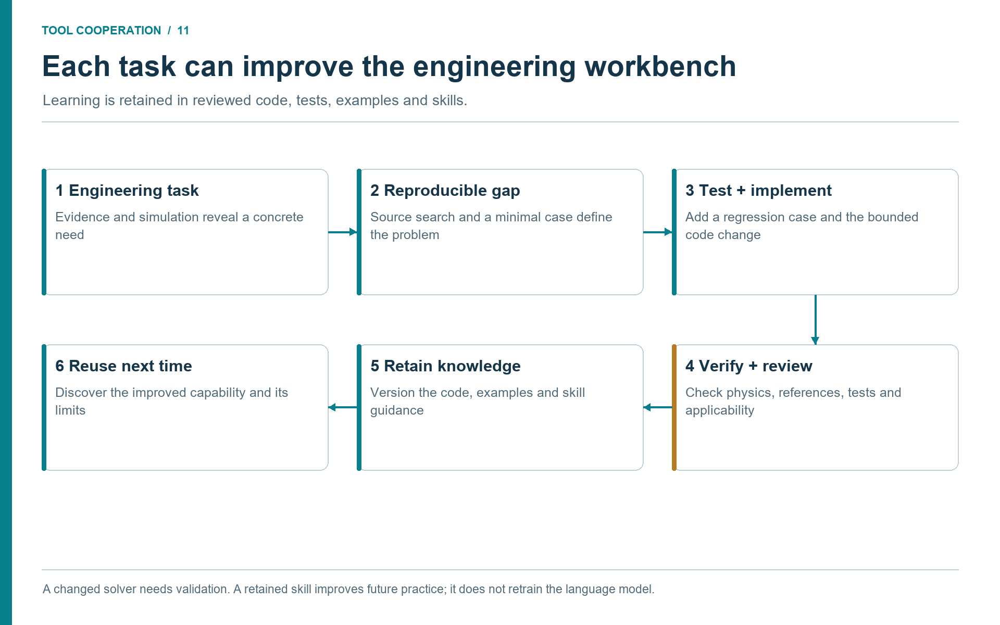 TOOL COOPERATION / 11
Each task can improve the engineering workbench
Learning is retained in reviewed code, tests, examples and skills.
1 Engineering task
Evidence and simulation reveal a concrete
need
2 Reproducible gap
Source search and a minimal case define
the problem
3 Test + implement
Add a regression case and the bounded
code change
4 Verify + review
Check physics, references, tests and
applicability
5 Retain knowledge
Version the code, examples and skill
guidance
6 Reuse next time
Discover the improved capability and its
limits
A changed solver needs validation. A retained skill improves future practice; it does not retrain the language model.